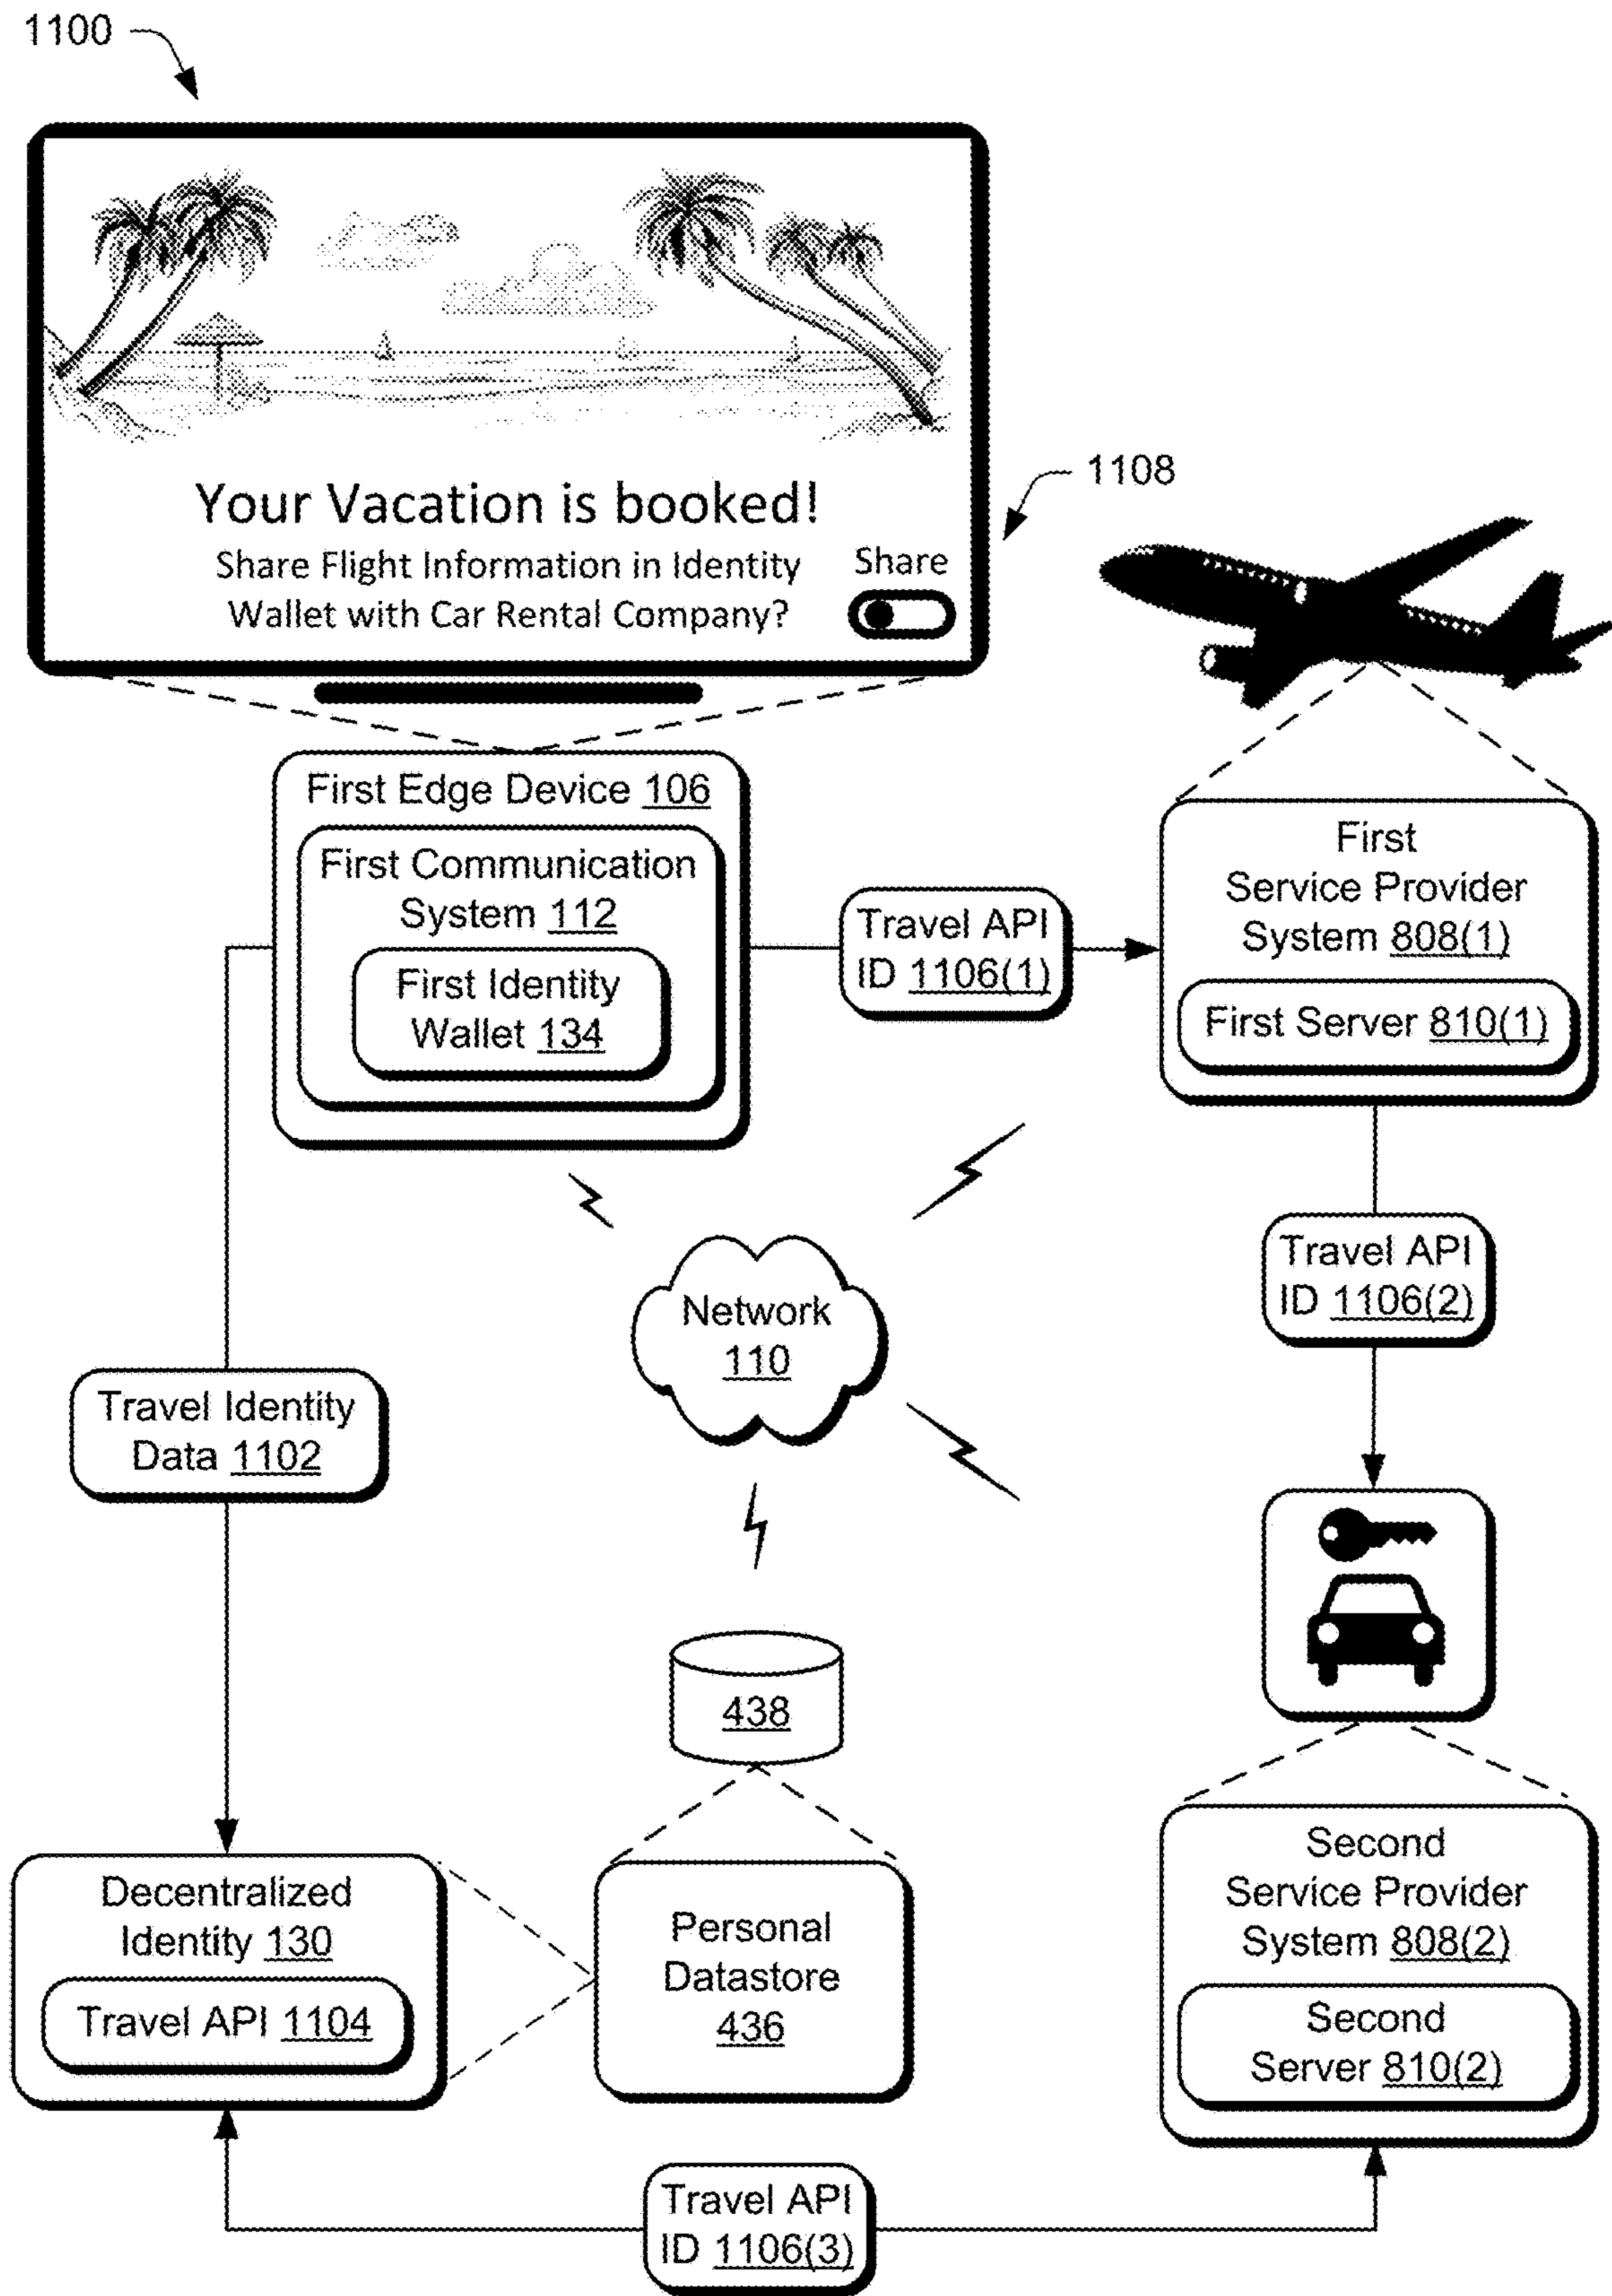 1100
Your Vacation is booked!
Share Flight Information in Identity
Wallet with Car Rental Company?
Share
1108
First Edge Device 106
First Communication
System 112
First Identity
Wallet 134
Travel API
ID 1106(1)
First
Service Provider
System 808(1)
First Server 810(1)
Travel API
ID 1106(2)
Network
110
Travel Identity
Data 1102
438
Decentralized
Identity 130
Travel API 1104
Personal
Datastore
436
Second
Service Provider
System 808(2)
Second
Server 810(2)
Travel API
ID 1106(3)